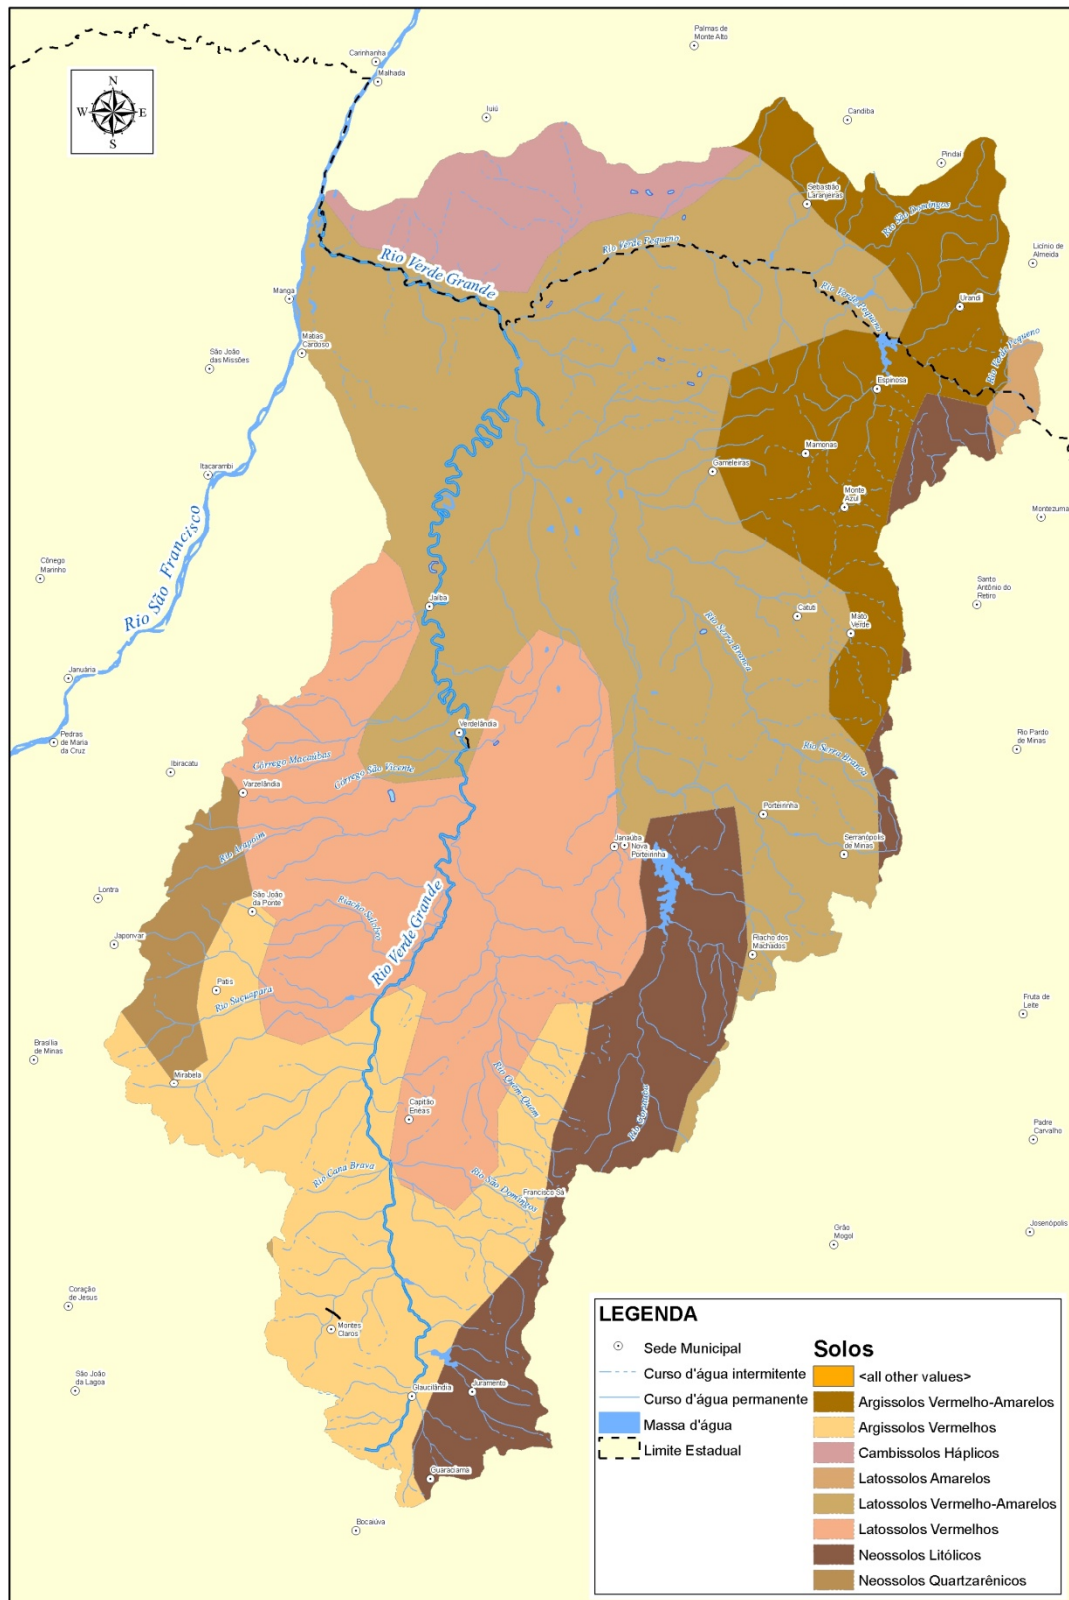 Palmas de
Monte Alto
Carinhanha
Malhada
N
W E
S
Iuiú
Candiba
Pindaí
Sebastião
Laranjeiras
Rio São Domingos
Rio Verde Pequeno
Licínio de
Almeida
Rio Verde Grande
Manga
Rio Verde Pequeno
Urandi
Matias
Cardoso
São João
das Missões
Rio Verde Pequeno
Espinosa
Mamonas
Gameleiras
Itacarambi
Monte
Azul
Montezuma
Rio São Francisco
Cônego
Marinho
Santo
Antônio do
Retiro
Jaíba
Catuti
Mato
Verde
Rio Serra Branca
Januária
Pedras
de Maria
da Cruz
Verdelândia
Rio Pardo
de Minas
Rio Serra Branca
Córrego Macaúbas
Córrego São Vicente
Ibiracatu
Varzelândia
Porteirinha
Janaúba
Nova
Porteirinha
Serranópolis
de Minas
Rio Arapoim
Lontra
São João
da Ponte
Riacho Salobro
Rio Verde Grande
Japonvar
Riacho dos
Machados
Patis
Rio Sucuapara
Fruta de
Leite
Brasília
de Minas
Mirabela
Rio Quem-Quem
Capitão
Enéas
Rio Gorutuba
Padre
Carvalho
Rio Cana Brava
Rio São Domingos
Francisco Sá
Grão
Mogol
Josenópolis
Coração
de Jesus
Montes
Claros
São João
da Lagoa
Glaucilândia
Juramento
Guaraciama
Bocaiúva
LEGENDA
Sede Municipal
Curso d'água intermitente
Curso d'água permanente
Massa d'água
Limite Estadual
Solos
<all other values>
Argissolos Vermelho-Amarelos
Argissolos Vermelhos
Cambissolos Háplicos
Latossolos Amarelos
Latossolos Vermelho-Amarelos
Latossolos Vermelhos
Neossolos Litólicos
Neossolos Quartzarênicos